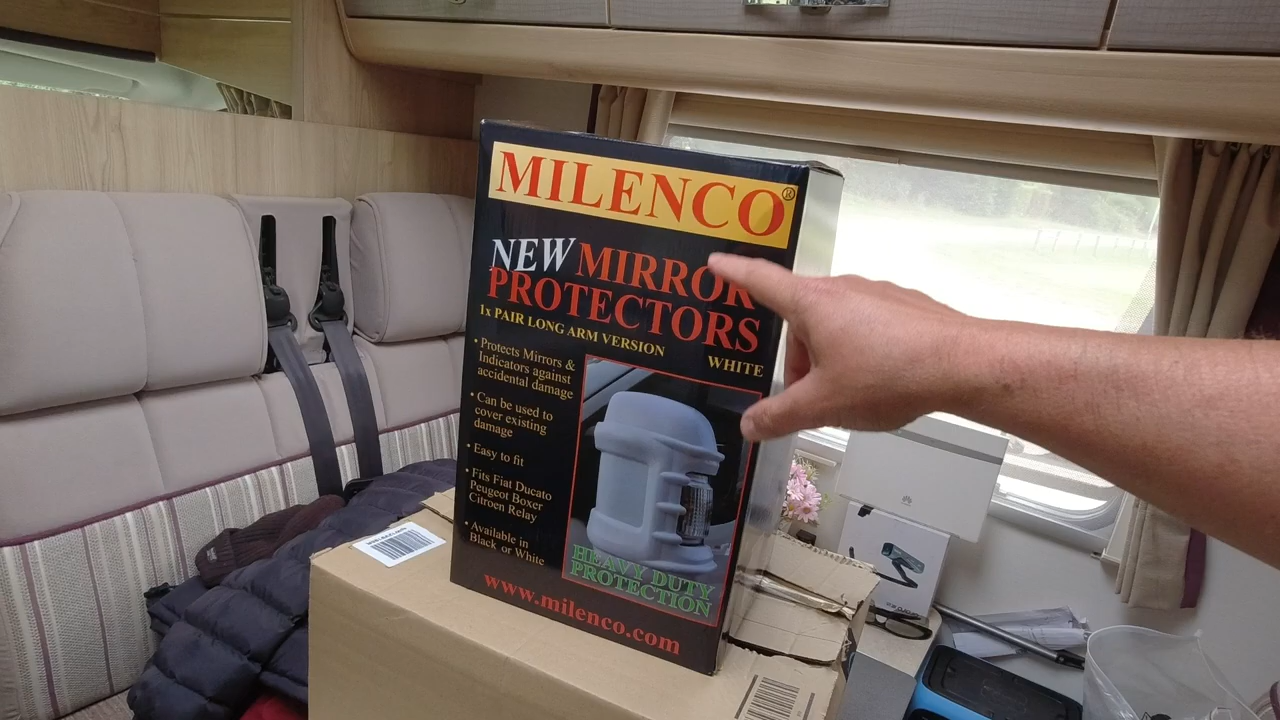 MILENCO®
NEW MIRROR
PROTECTORS
1x PAIR LONG ARM VERSION
WHITE
• Protects Mirrors &
Indicators against
accidental damage
• Can be used to
cover existing
damage
• Easy to fit
• Fits Fiat Ducato
Peugeot Boxer
Citroen Relay
• Available in
Black or White
HEAVY DUTY
PROTECTION
www.milenco.com